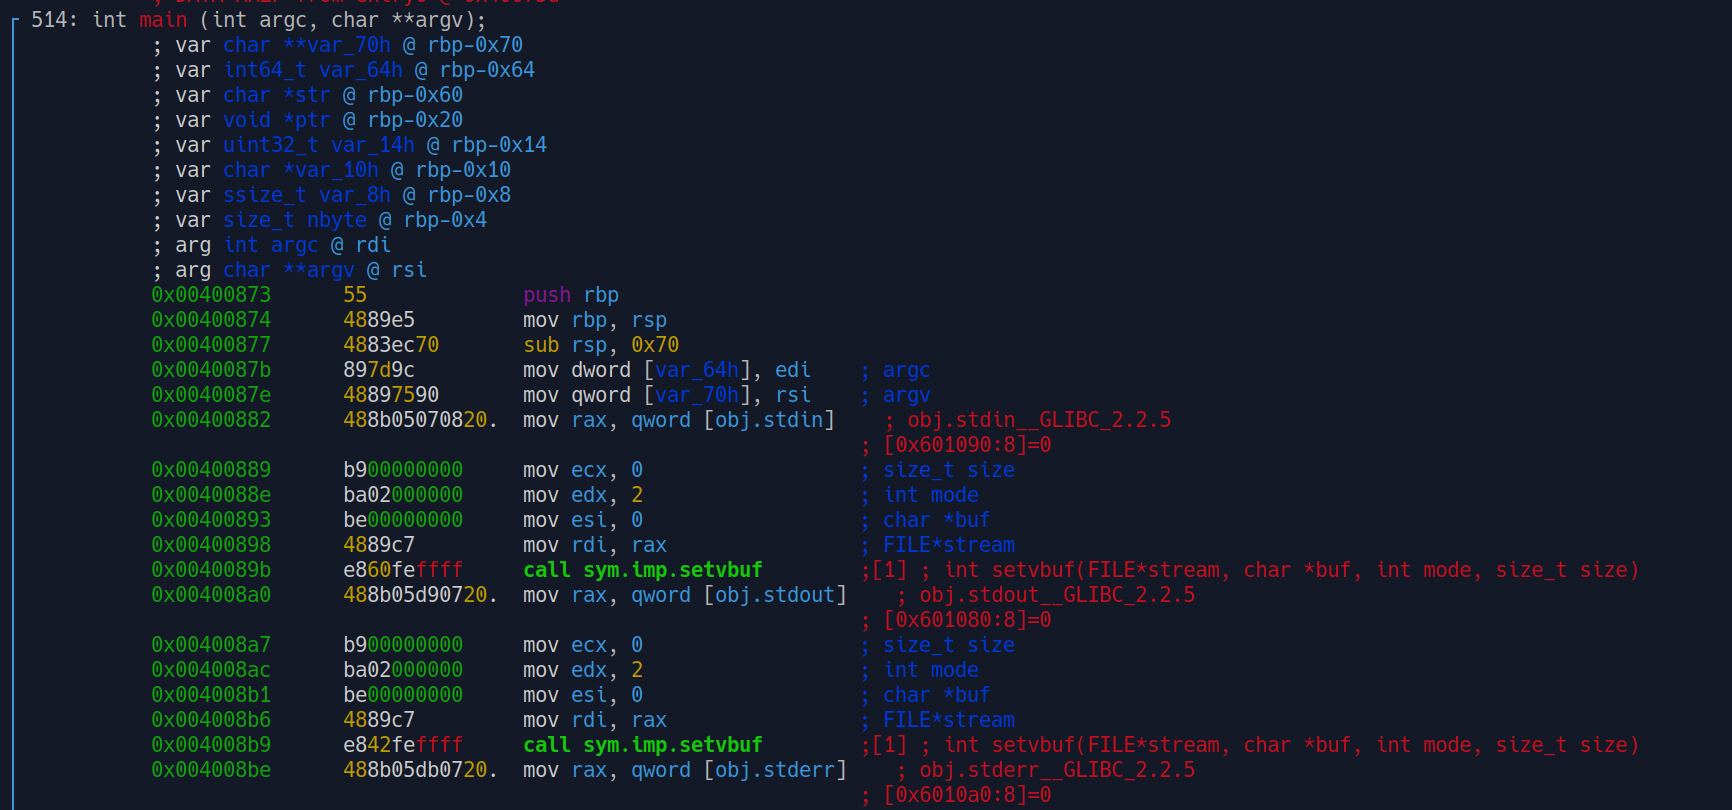 514: int main (int argc, char **argv);
; var char **var_70h @ rbp-0x70
; var int64_t var_64h @ rbp-0x64
; var char *str @ rbp-0x60
; var void *ptr @ rbp-0x20
; var uint32_t var_14h @ rbp-0x14
; var char *var_10h @ rbp-0x10
; var ssize_t var_8h @ rbp-0x8
; var size_t nbyte @ rbp-0x4
; arg int argc @ rdi
; arg char **argv @ rsi
0x00400873 55 push rbp
0x00400874 4889e5 mov rbp, rsp
0x00400877 4883ec70 sub rsp, 0x70
0x0040087b 897d9c mov dword [var_64h], edi ; argc
0x0040087e 48897590 mov qword [var_70h], rsi ; argv
0x00400882 488b05070820. mov rax, qword [obj.stdin] ; obj.stdin__GLIBC_2.2.5
; [0x601090:8]=0
0x00400889 b900000000 mov ecx, 0 ; size_t size
0x0040088e ba02000000 mov edx, 2 ; int mode
0x00400893 be00000000 mov esi, 0 ; char *buf
0x00400898 4889c7 mov rdi, rax ; FILE*stream
0x0040089b e860feffff call sym.imp.setvbuf ;[1] ; int setvbuf(FILE*stream, char *buf, int mode, size_t size)
0x004008a0 488b05d90720. mov rax, qword [obj.stdout] ; obj.stdout__GLIBC_2.2.5
; [0x601080:8]=0
0x004008a7 b900000000 mov ecx, 0 ; size_t size
0x004008ac ba02000000 mov edx, 2 ; int mode
0x004008b1 be00000000 mov esi, 0 ; char *buf
0x004008b6 4889c7 mov rdi, rax ; FILE*stream
0x004008b9 e842feffff call sym.imp.setvbuf ;[1] ; int setvbuf(FILE*stream, char *buf, int mode, size_t size)
0x004008be 488b05db0720. mov rax, qword [obj.stderr] ; obj.stderr__GLIBC_2.2.5
; [0x6010a0:8]=0